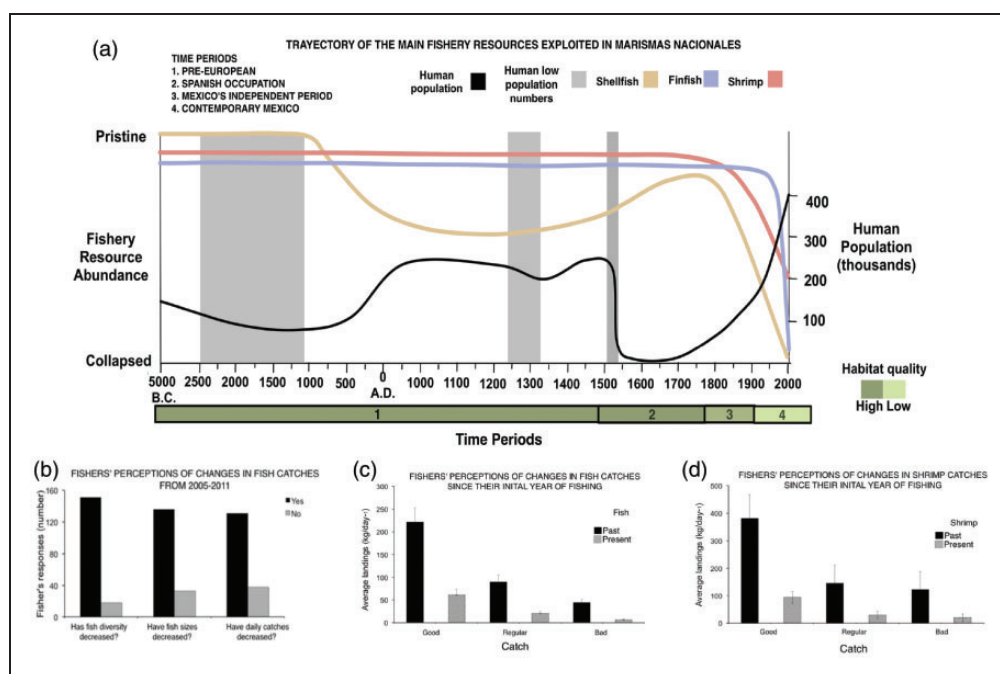 (a)
TRAYECTORY OF THE MAIN FISHERY RESOURCES EXPLOITED IN MARISMAS NACIONALES
TIME PERIODS
1. PRE-EUROPEAN
2. SPANISH OCCUPATION
3. MEXICO'S INDEPENDENT PERIOD
4. CONTEMPORARY MEXICO
Human population
Human low population numbers
Shellfish
Finfish
Shrimp
Pristine
Fishery Resource Abundance
Collapsed
400
300
200
100
Human Population (thousands)
5000 2500 2000 1500 1000 500 0 1000 1100 1200 1300 1400 1500 1600 1700 1800 1900 2000
B.C. A.D.
1 2 3 4
Time Periods
Habitat quality
High Low
(b)
FISHERS' PERCEPTIONS OF CHANGES IN FISH CATCHES
FROM 2005-2011
Fisher's responses (number)
160
120
80
40
0
Yes
No
Has fish diversity decreased?
Have fish sizes decreased?
Have daily catches decreased?
(c)
FISHERS' PERCEPTIONS OF CHANGES IN FISH CATCHES
SINCE THEIR INITAL YEAR OF FISHING
Average landings (kg/day-1)
300
250
200
150
100
50
0
Fish
Past
Present
Good Regular Bad
Catch
(d)
FISHERS' PERCEPTIONS OF CHANGES IN SHRIMP CATCHES
SINCE THEIR INITAL YEAR OF FISHING
Average landings (kg/day-1)
500
400
300
200
100
0
Shrimp
Past
Present
Good Regular Bad
Catch